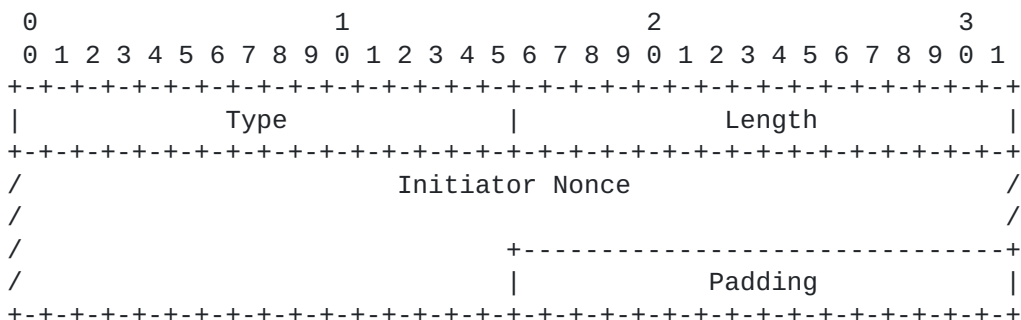 0                   1                   2                   3
 0 1 2 3 4 5 6 7 8 9 0 1 2 3 4 5 6 7 8 9 0 1 2 3 4 5 6 7 8 9 0 1
+-+-+-+-+-+-+-+-+-+-+-+-+-+-+-+-+-+-+-+-+-+-+-+-+-+-+-+-+-+-+-+-+
|             Type              |             Length            |
+-+-+-+-+-+-+-+-+-+-+-+-+-+-+-+-+-+-+-+-+-+-+-+-+-+-+-+-+-+-+-+-+
/                        Initiator Nonce                        /
/                                                               /
/                               +-------------------------------+
/                               |            Padding            |
+-+-+-+-+-+-+-+-+-+-+-+-+-+-+-+-+-+-+-+-+-+-+-+-+-+-+-+-+-+-+-+-+